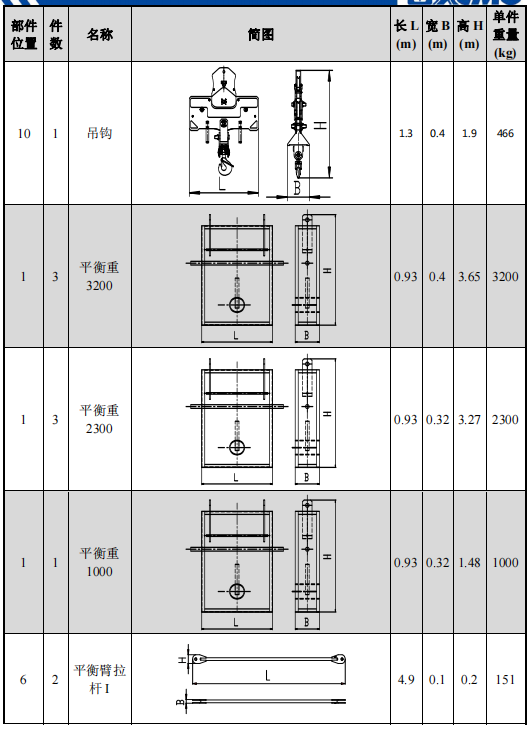 部件 件 名称 简图 长 L 宽 B 高 H 单件
位置 数 (m) (m) (m) 重量
(kg)
10 1 吊钩 L B H 1.3 0.4 1.9 466
1 3 平衡重 L B H 0.93 0.4 3.65 3200
3200
1 3 平衡重 L B H 0.93 0.32 3.27 2300
2300
1 1 平衡重 L B H 0.93 0.32 1.48 1000
1000
6 2 平衡臂拉 H L B 4.9 0.1 0.2 151
杆 I